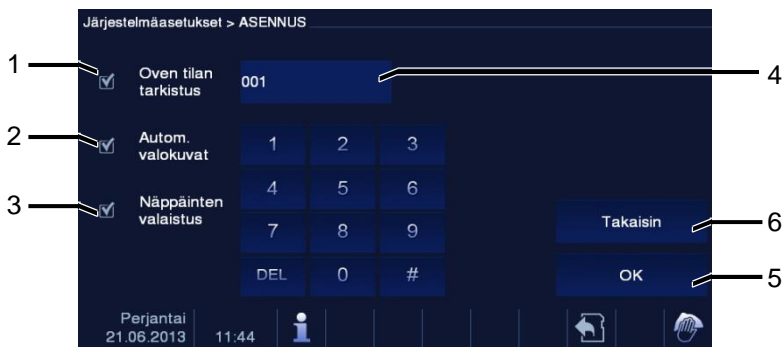 Järjestelmäasetukset > ASENNUS
1
Oven tilan
tarkistus
001
4
2
Autom.
valokuvat
1 2 3
3
Näppäinten
valaistus
4 5 6
7 8 9
Takaisin
6
DEL 0 #
OK
5
Perjantai
21.06.2013 11:44